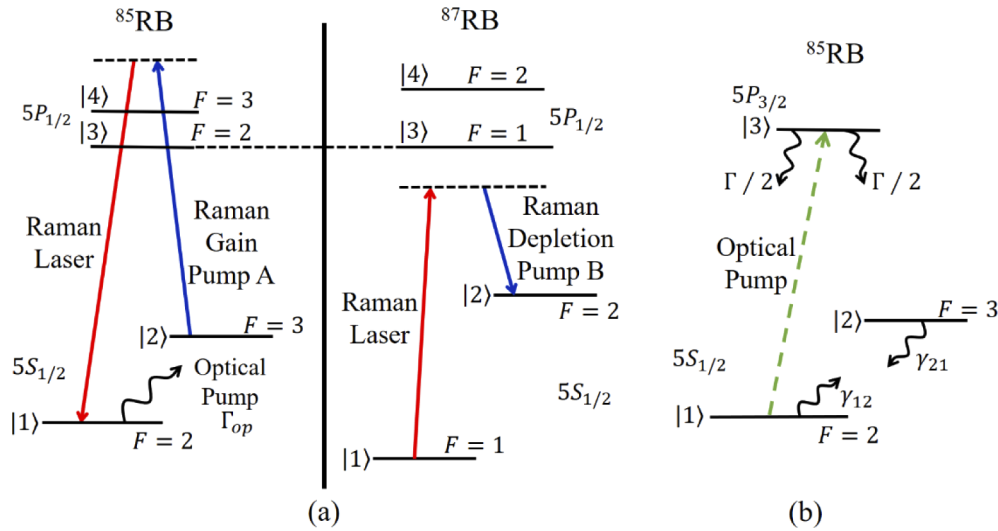 ⁸⁵RB
|4⟩
F = 3
5P₁/₂
|3⟩
F = 2
Raman
Laser
Raman
Gain
Pump A
|2⟩
F = 3
5S₁/₂
Optical
Pump
Γₒₚ
|1⟩
F = 2
⁸⁷RB
|4⟩
F = 2
5P₁/₂
|3⟩
F = 1
Raman
Depletion
Pump B
Raman
Laser
|2⟩
F = 2
5S₁/₂
|1⟩
F = 1
(a)
⁸⁵RB
5P₃/₂
|3⟩
Γ / 2
Γ / 2
Optical
Pump
|2⟩
F = 3
γ₂₁
5S₁/₂
γ₁₂
|1⟩
F = 2
(b)